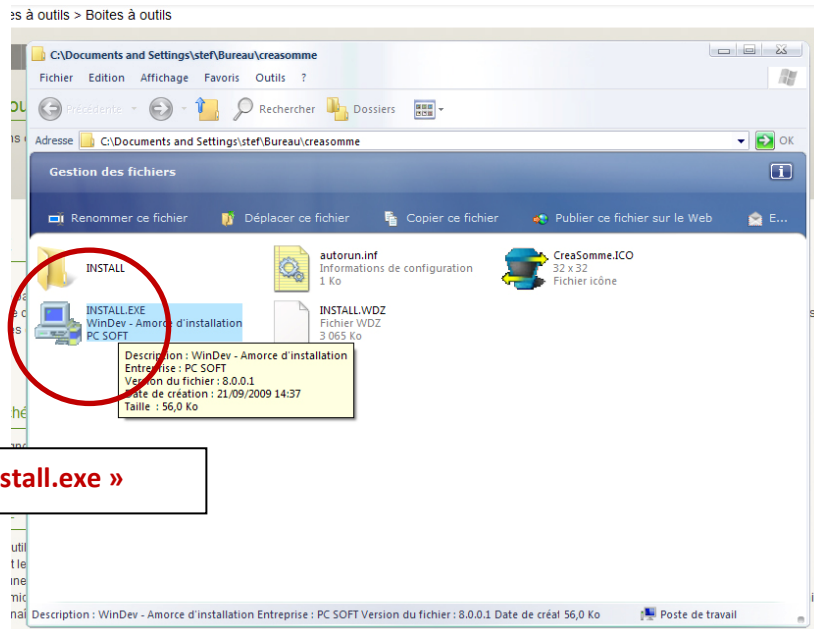 es à outils > Boites à outils
C:\Documents and Settings\stef\Bureau\creasomme
Fichier Edition Affichage Favoris Outils ?
Précédente Rechercher Dossiers
Adresse C:\Documents and Settings\stef\Bureau\creasomme OK
Gestion des fichiers
Renommer ce fichier Déplacer ce fichier Copier ce fichier Publier ce fichier sur le Web E...
INSTALL
autorun.inf
Informations de configuration
1 Ko
CreaSomme.ICO
32 x 32
Fichier icône
INSTALL.EXE
WinDev - Amorce d'installation
PC SOFT
INSTALL.WDZ
Fichier WDZ
3 065 Ko
Description : WinDev - Amorce d'installation
Entreprise : PC SOFT
Version du fichier : 8.0.0.1
Date de création : 21/09/2009 14:37
Taille : 56,0 Ko
stall.exe »
Description : WinDev - Amorce d'installation Entreprise : PC SOFT Version du fichier : 8.0.0.1 Date de créat 56,0 Ko Poste de travail